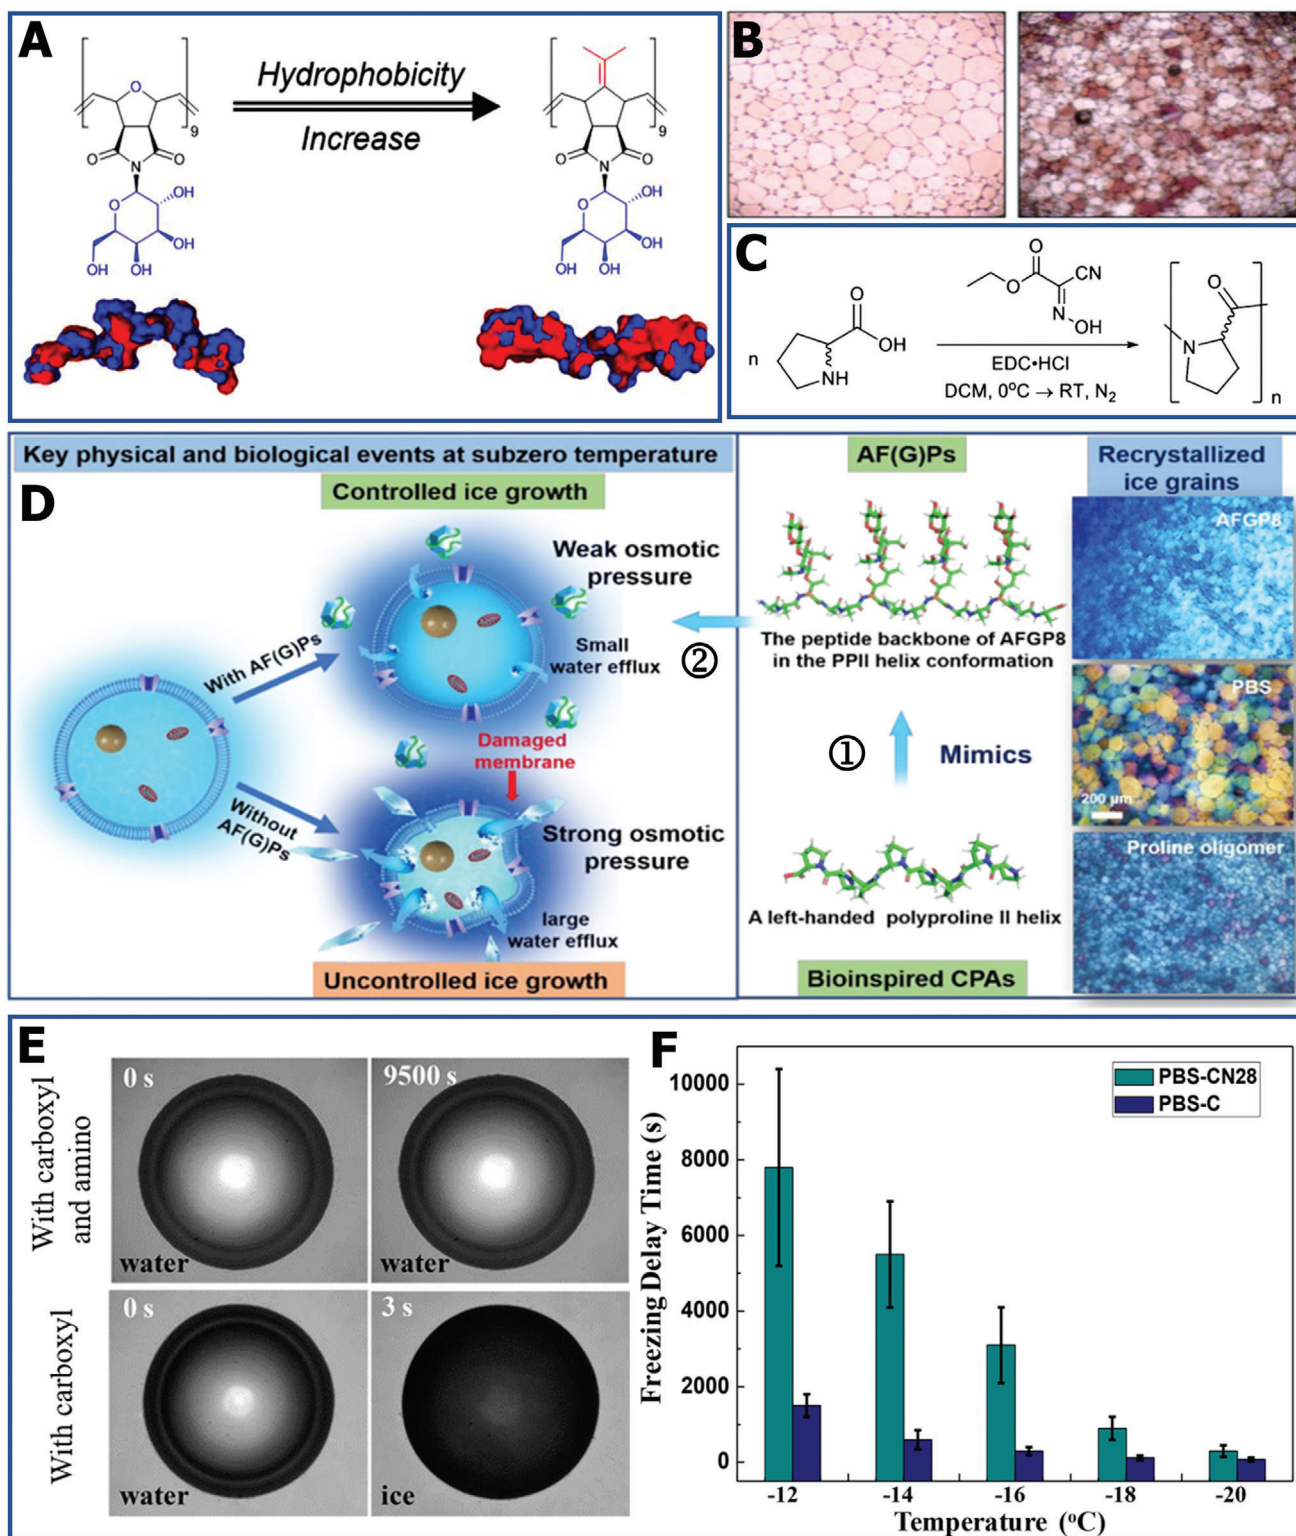 A
Hydrophobicity
Increase
O
9
O
O
N
O
OH
OH
OH
OH
9
O
O
N
O
OH
OH
OH
OH
B
C
n
O
OH
NH
O
O
CN
N
OH
EDC•HCl
DCM, 0°C → RT, N₂
O
N
n
D
Key physical and biological events at subzero temperature
Controlled ice growth
Weak osmotic
pressure
Small
water efflux
With AF(G)Ps
Without
AF(G)Ps
Damaged
membrane
Strong osmotic
pressure
large
water efflux
Uncontrolled ice growth
AF(G)Ps
The peptide backbone of AFGP8
in the PPII helix conformation
②
①
Mimics
A left-handed polyproline II helix
Bioinspired CPAs
Recrystallized
ice grains
AFGP8
PBS
200 µm
Proline oligomer
E
With carboxyl
and amino
0 s
water
9500 s
water
With carboxyl
0 s
water
3 s
ice
F
PBS-CN28
PBS-C
Freezing Delay Time (s)
10000
8000
6000
4000
2000
0
-12
-14
-16
-18
-20
Temperature (°C)